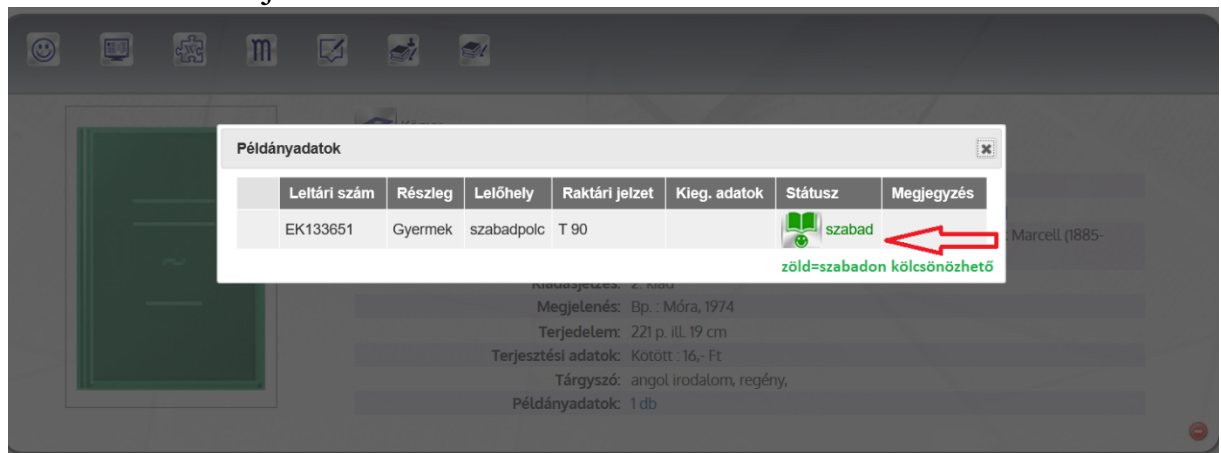 Példányadatok
Leltári szám Részleg Lelőhely Raktári jelzet Kieg. adatok Státusz Megjegyzés
EK133651 Gyermek szabadpolc T 90 szabad
zöld=szabadon kölcsönözhető
Marcell (1885-
Megjelenés: Bp. : Móra, 1974
Terjedelem: 221 p. ill. 19 cm
Terjesztési adatok: Kötött : 16,- Ft
Tárgyszó: angol irodalom, regény,
Példányadatok: 1 db